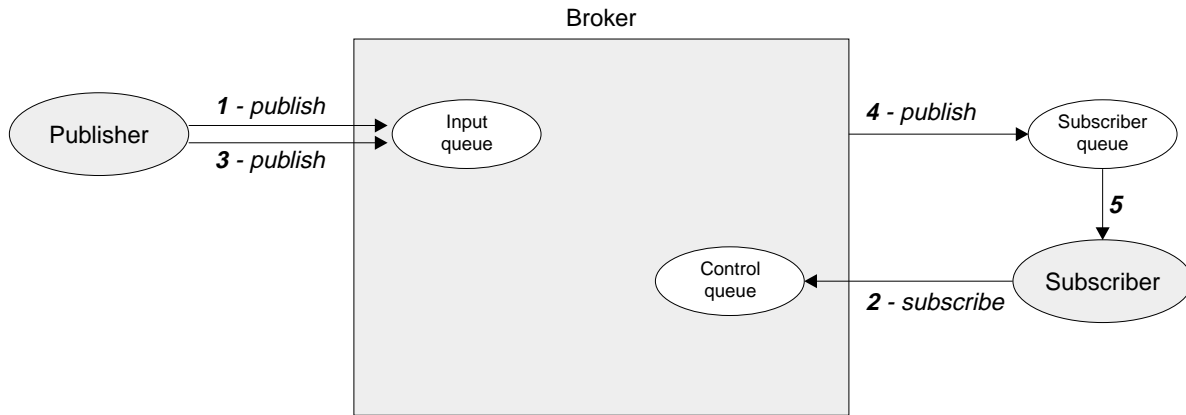 Broker
Publisher
1 - publish
3 - publish
Input
queue
4 - publish
Subscriber
queue
5
Control
queue
2 - subscribe
Subscriber